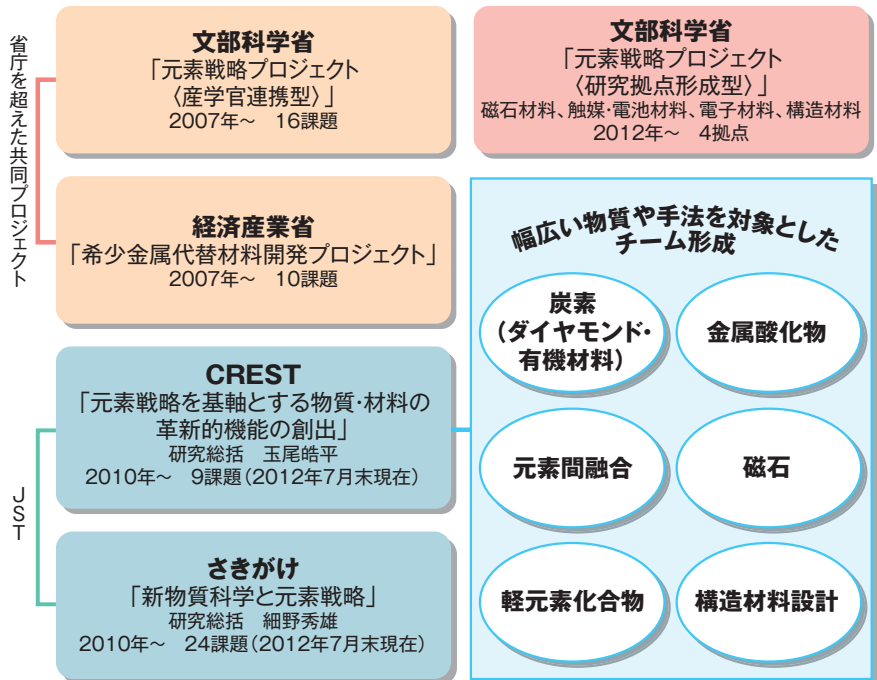 省庁を超えた共同プロジェクト
文部科学省
「元素戦略プロジェクト
〈産学官連携型〉」
2007年～　16課題
文部科学省
「元素戦略プロジェクト
〈研究拠点形成型〉」
磁石材料、触媒・電池材料、電子材料、構造材料
2012年～　4拠点
経済産業省
「希少金属代替材料開発プロジェクト」
2007年～　10課題
JST
CREST
「元素戦略を基軸とする物質・材料の
革新的機能の創出」
研究総括　玉尾皓平
2010年～　9課題（2012年7月末現在）
さきがけ
「新物質科学と元素戦略」
研究総括　細野秀雄
2010年～　24課題（2012年7月末現在）
幅広い物質や手法を対象とした
チーム形成
炭素
（ダイヤモンド・
有機材料）
金属酸化物
元素間融合
磁石
軽元素化合物
構造材料設計